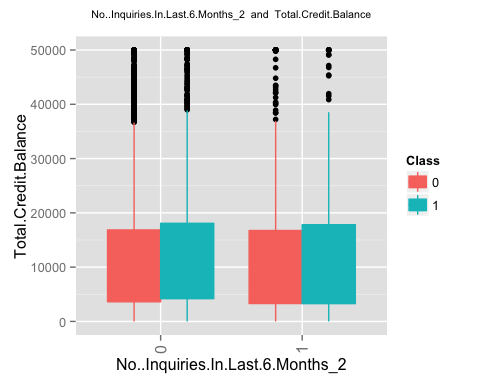 No..Inquiries.In.Last.6.Months_2 and Total.Credit.Balance
50000
40000
30000
20000
10000
0
Total.Credit.Balance
0
1
No..Inquiries.In.Last.6.Months_2
Class
0
1